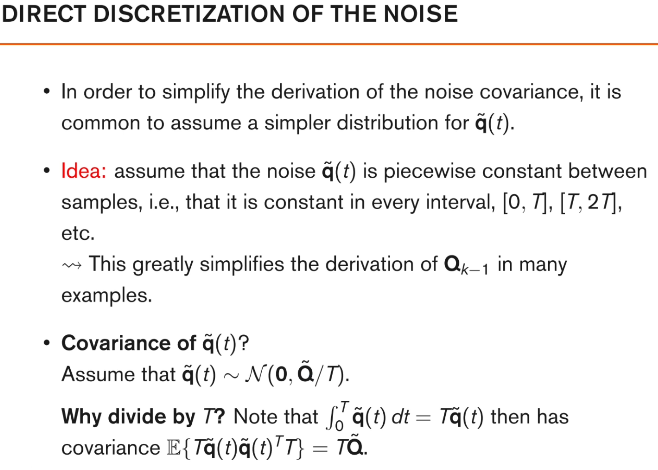 DIRECT DISCRETIZATION OF THE NOISE
• In order to simplify the derivation of the noise covariance, it is
common to assume a simpler distribution for q̃(t).
• Idea: assume that the noise q̃(t) is piecewise constant between
samples, i.e., that it is constant in every interval, [0, T], [T, 2T],
etc.
⇝ This greatly simplifies the derivation of Q_{k−1} in many
examples.
• Covariance of q̃(t)?
Assume that q̃(t) ∼ 𝒩(0, Q̃/T).
Why divide by T? Note that ∫₀ᵀ q̃(t) dt = Tq̃(t) then has
covariance 𝔼{Tq̃(t)q̃(t)ᵀT} = TQ̃.